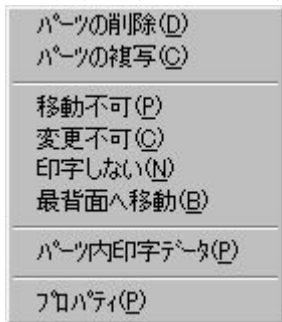 ﾊﾟｰﾂの削除(D)
ﾊﾟｰﾂの複写(C)
移動不可(P)
変更不可(C)
印字しない(N)
最背面へ移動(B)
ﾊﾟｰﾂ内印字ﾃﾞｰﾀ(P)
ﾌﾟﾛﾊﾟﾃｨ(P)